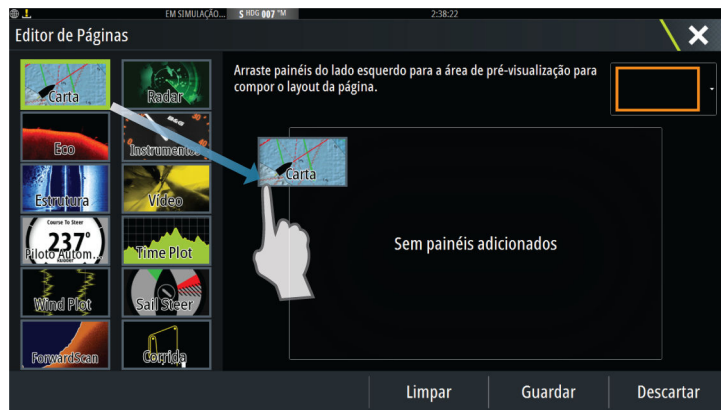 EM SIMULAÇÃO... S HDG 007 °M 2:38:22
Editor de Páginas
Arraste painéis do lado esquerdo para a área de pré-visualização para
compor o layout da página.
Carta
Radar
Eco
Instrumentos
Estrutura
Vídeo
Course To Steer
237°
Piloto Autom...
Time Plot
Wind Plot
Sail Steer
ForwardScan
Corrida
Carta
Sem painéis adicionados
Limpar Guardar Descartar